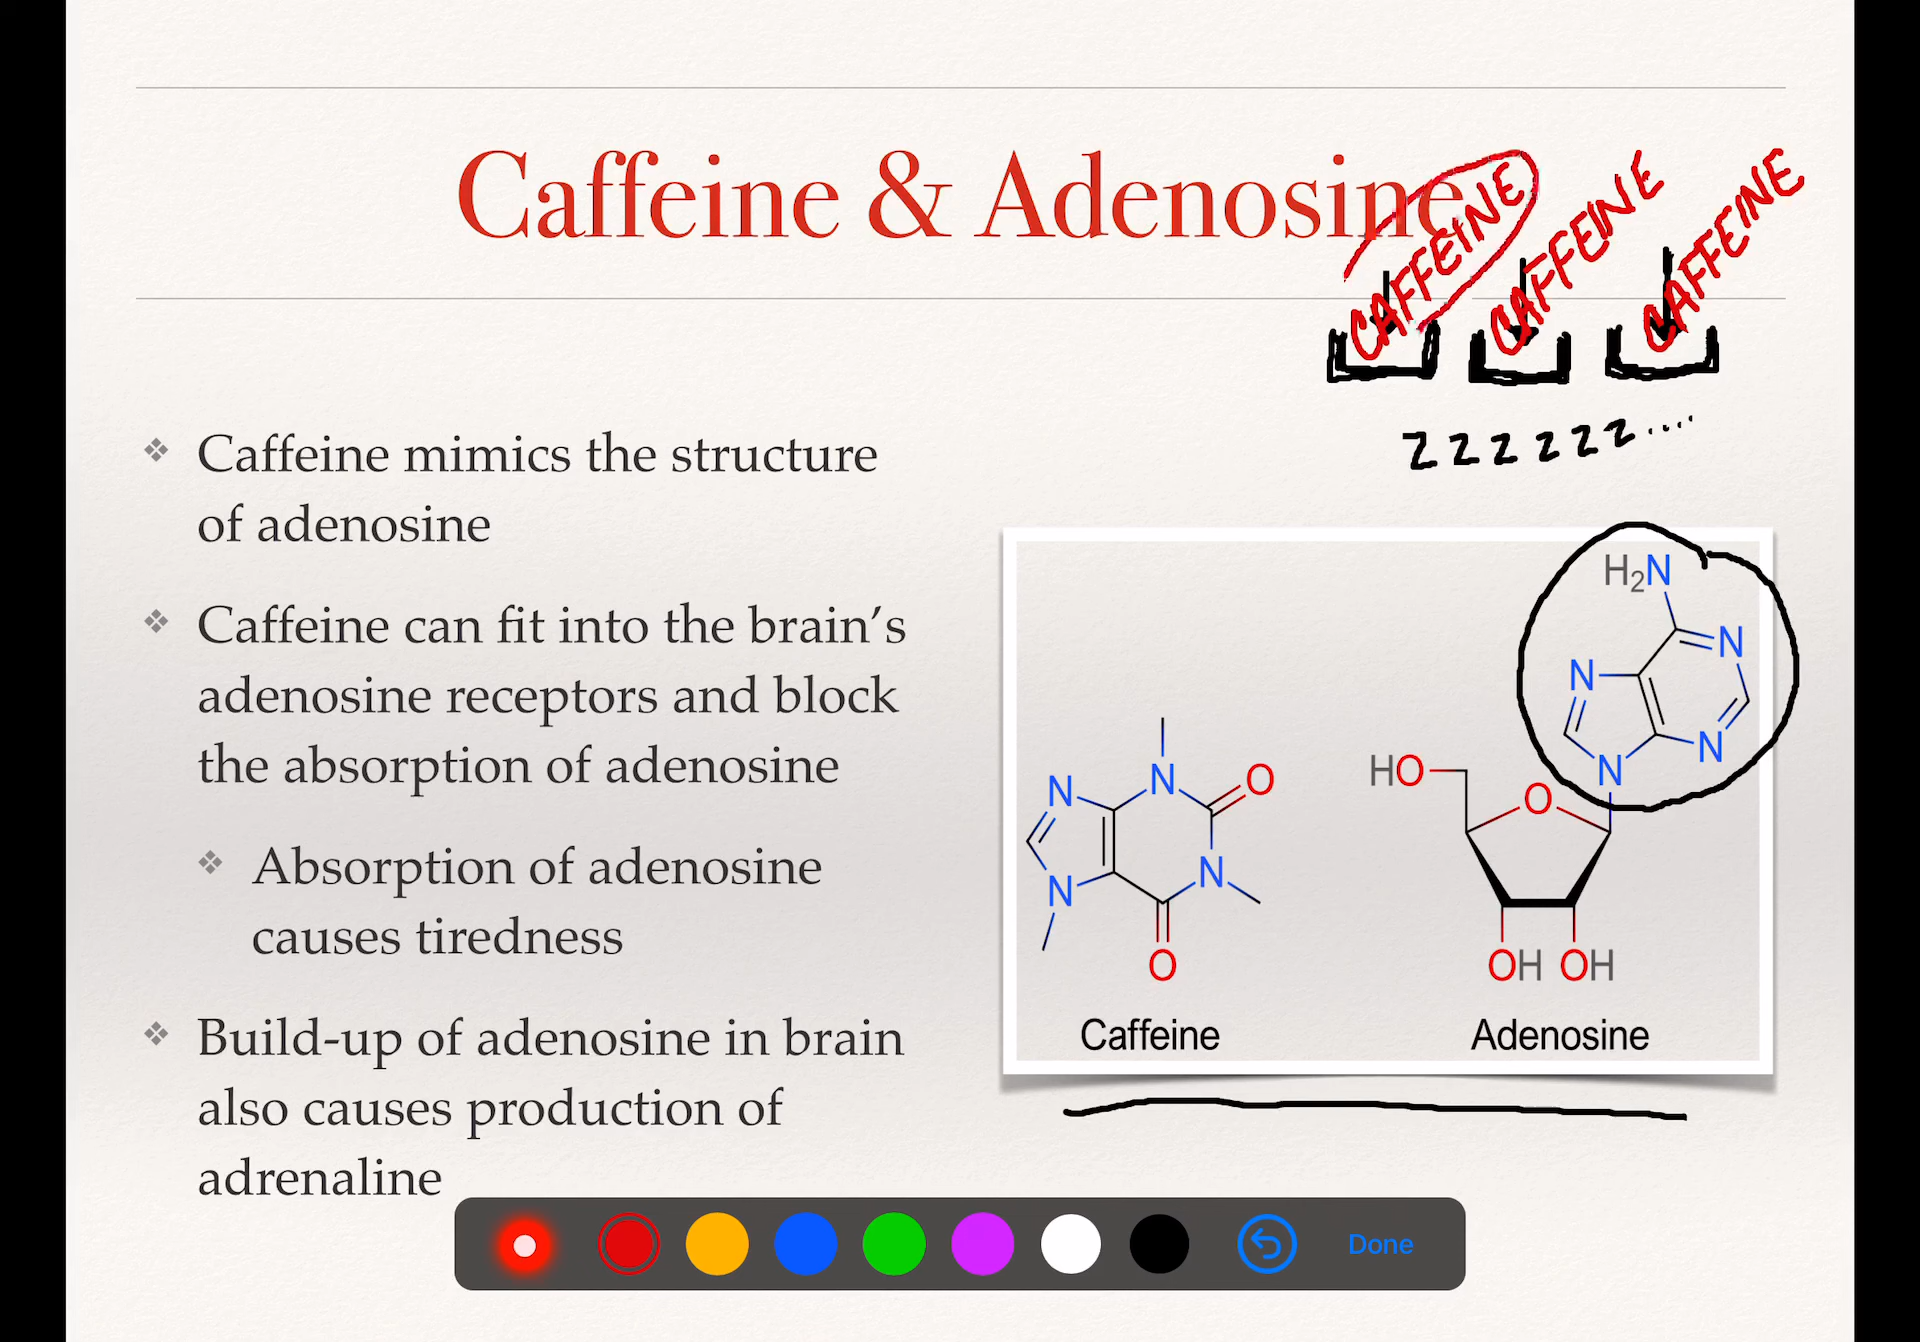 Caffeine & Adenosine
CAFFEINE CAFFEINE CAFFEINE
Z Z Z Z Z Z ....
❖ Caffeine mimics the structure
of adenosine
❖ Caffeine can fit into the brain’s
adenosine receptors and block
the absorption of adenosine
❖ Absorption of adenosine
causes tiredness
❖ Build-up of adenosine in brain
also causes production of
adrenaline
H₂N
N N
N N
HO O
N N O
N N
O OH OH
Caffeine Adenosine
Done